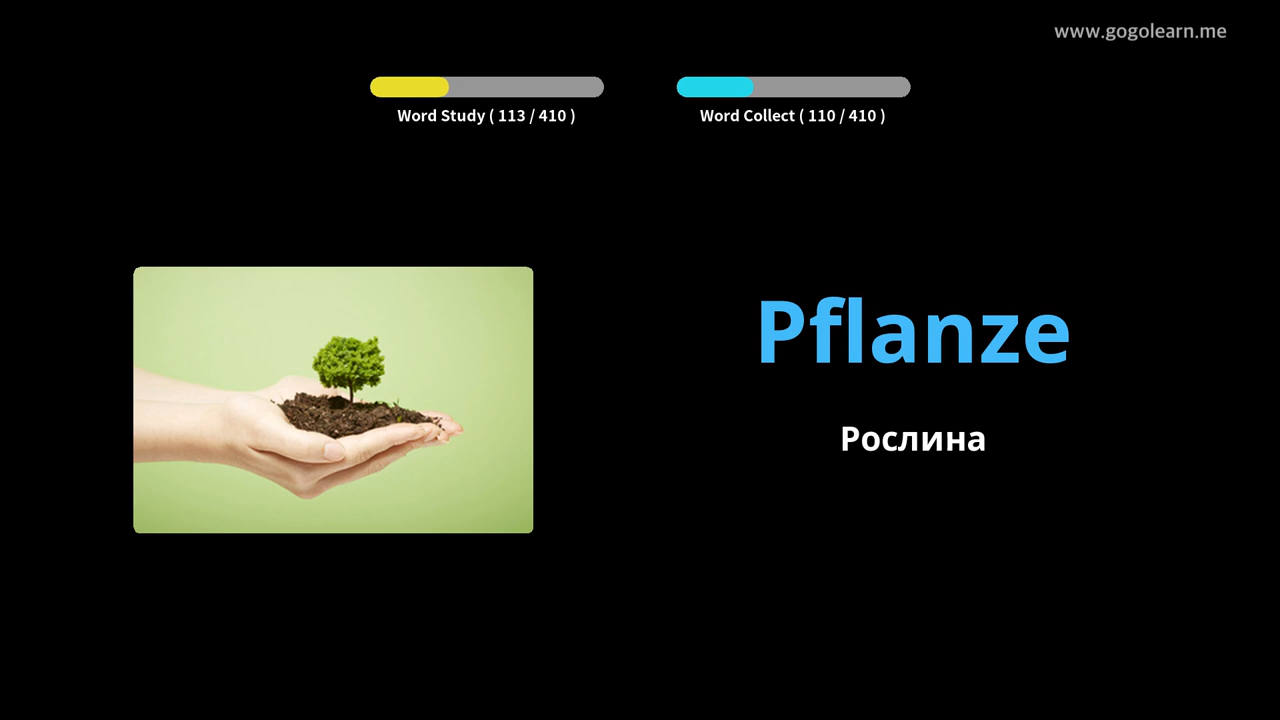 www.gogolearn.me
Word Study ( 113 / 410 )
Word Collect ( 110 / 410 )
Pflanze
Рослина